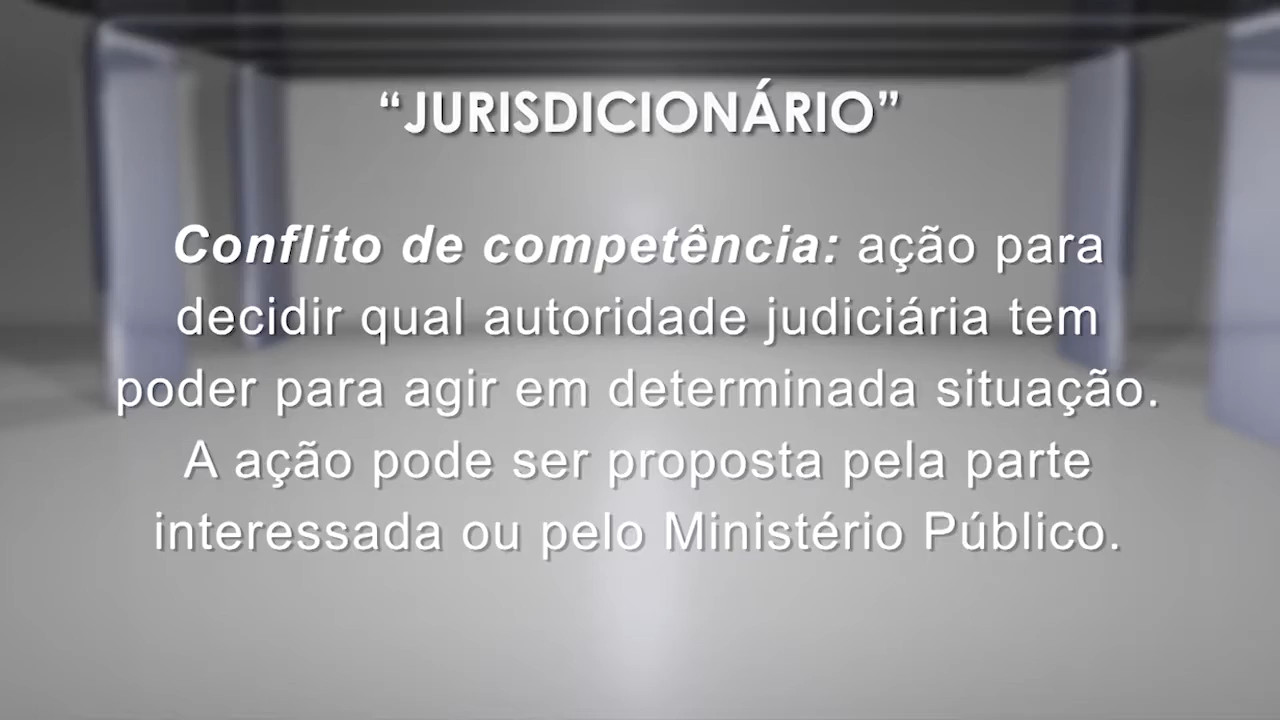 “JURISDICIONÁRIO”
Conflito de competência: ação para
decidir qual autoridade judiciária tem
poder para agir em determinada situação.
A ação pode ser proposta pela parte
interessada ou pelo Ministério Público.